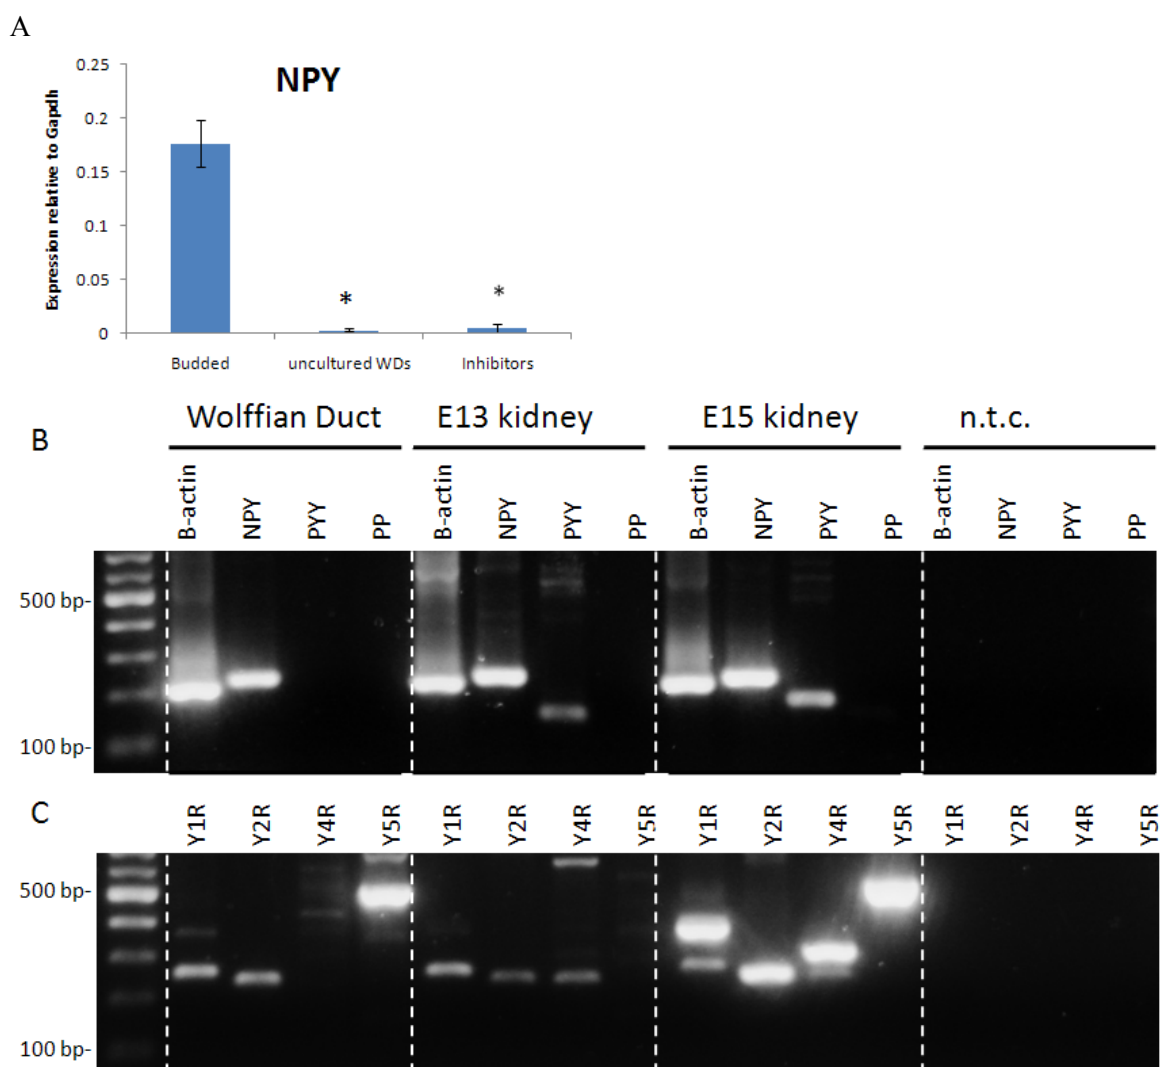 A
NPY
Expression relative to Gapdh
0.25
0.2
0.15
0.1
0.05
0
* *
Budded uncultured WDs Inhibitors
B
Wolffian Duct E13 kidney E15 kidney n.t.c.
B-actin NPY PYY PP B-actin NPY PYY PP B-actin NPY PYY PP B-actin NPY PYY PP
500 bp-
100 bp-
C
Y1R Y2R Y4R Y5R Y1R Y2R Y4R Y5R Y1R Y2R Y4R Y5R Y1R Y2R Y4R Y5R
500 bp-
100 bp-